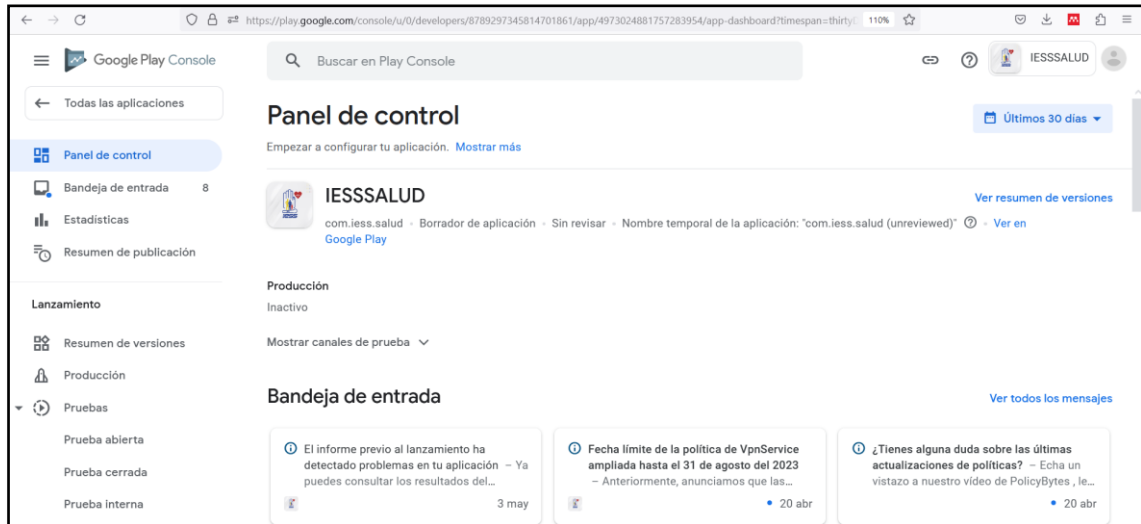 https://play.google.com/console/u/0/developers/8789297345814701861/app/4973024881757283954/app-dashboard?timespan=thirty 110%
Google Play Console
Buscar en Play Console
IESSSALUD
Todas las aplicaciones
Panel de control
Últimos 30 días
Empezar a configurar tu aplicación. Mostrar más
Panel de control
Bandeja de entrada 8
Estadísticas
Resumen de publicación
Lanzamiento
Resumen de versiones
Producción
Pruebas
Prueba abierta
Prueba cerrada
Prueba interna
IESSSALUD
Ver resumen de versiones
com.iess.salud - Borrador de aplicación - Sin revisar - Nombre temporal de la aplicación: "com.iess.salud (unreviewed)" - Ver en
Google Play
Producción
Inactivo
Mostrar canales de prueba
Bandeja de entrada
Ver todos los mensajes
El informe previo al lanzamiento ha
detectado problemas en tu aplicación – Ya
puedes consultar los resultados del...
3 may
Fecha límite de la política de VpnService
ampliada hasta el 31 de agosto del 2023
– Anteriormente, anunciamos que las...
• 20 abr
¿Tienes alguna duda sobre las últimas
actualizaciones de políticas? – Echa un
vistazo a nuestro vídeo de PolicyBytes , le...
• 20 abr